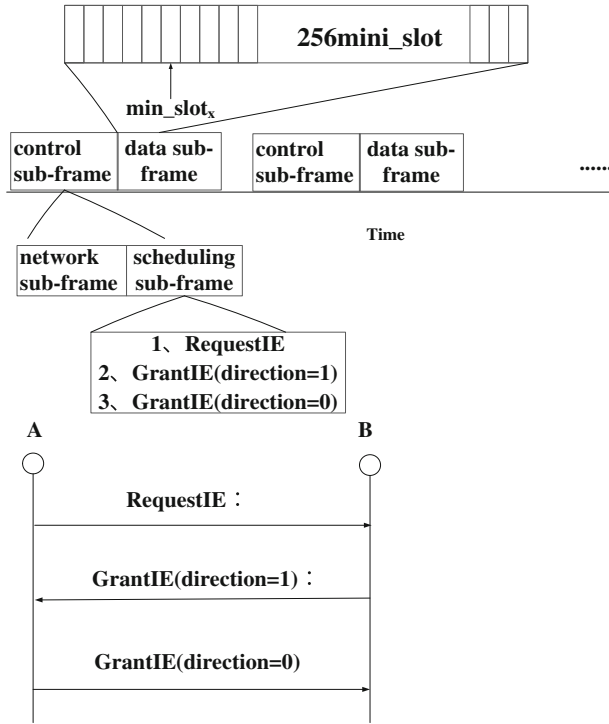 256mini_slot
min_slotx
control sub-frame
data sub-frame
control sub-frame
data sub-frame
......
Time
network sub-frame
scheduling sub-frame
1、RequestIE
2、GrantIE(direction=1)
3、GrantIE(direction=0)
A
B
RequestIE：
GrantIE(direction=1)：
GrantIE(direction=0)